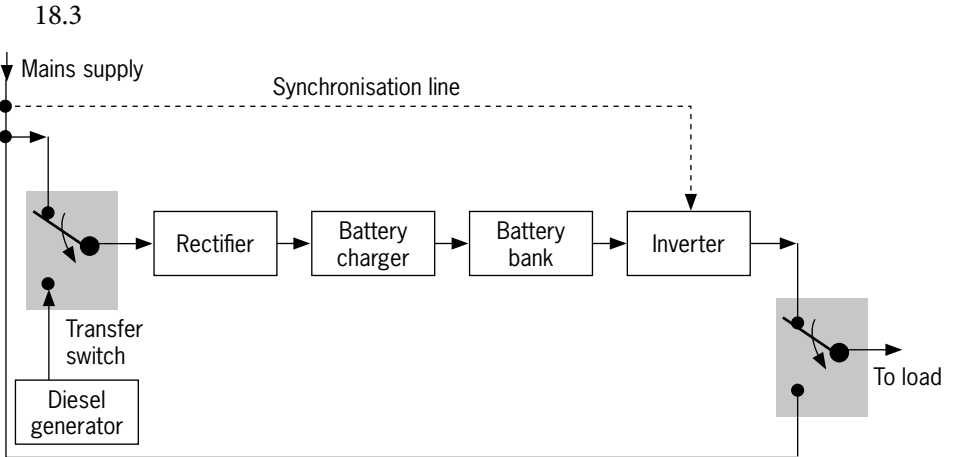 18.3
Mains supply
Synchronisation line
Rectifier
Battery
charger
Battery
bank
Inverter
Transfer
switch
To load
Diesel
generator